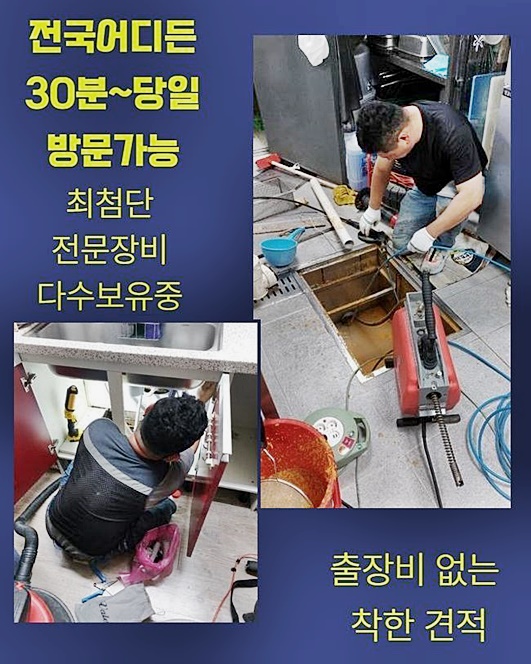 전국어디든
30분~당일
방문가능
최첨단
전문장비
다수보유중
출장비 없는
착한 견적